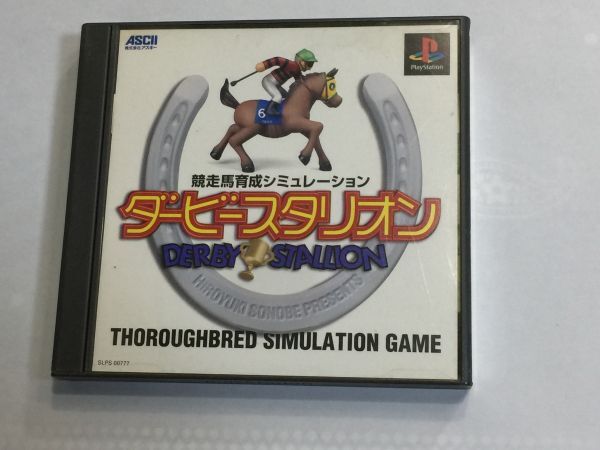 ASCII
株式会社アスキー
PlayStation
6
競走馬育成シミュレーション
ダービースタリオン
DERBY STALLION
HIROYUKI SONOBE PRESENTS
THOROUGHBRED SIMULATION GAME
SLPS 00777